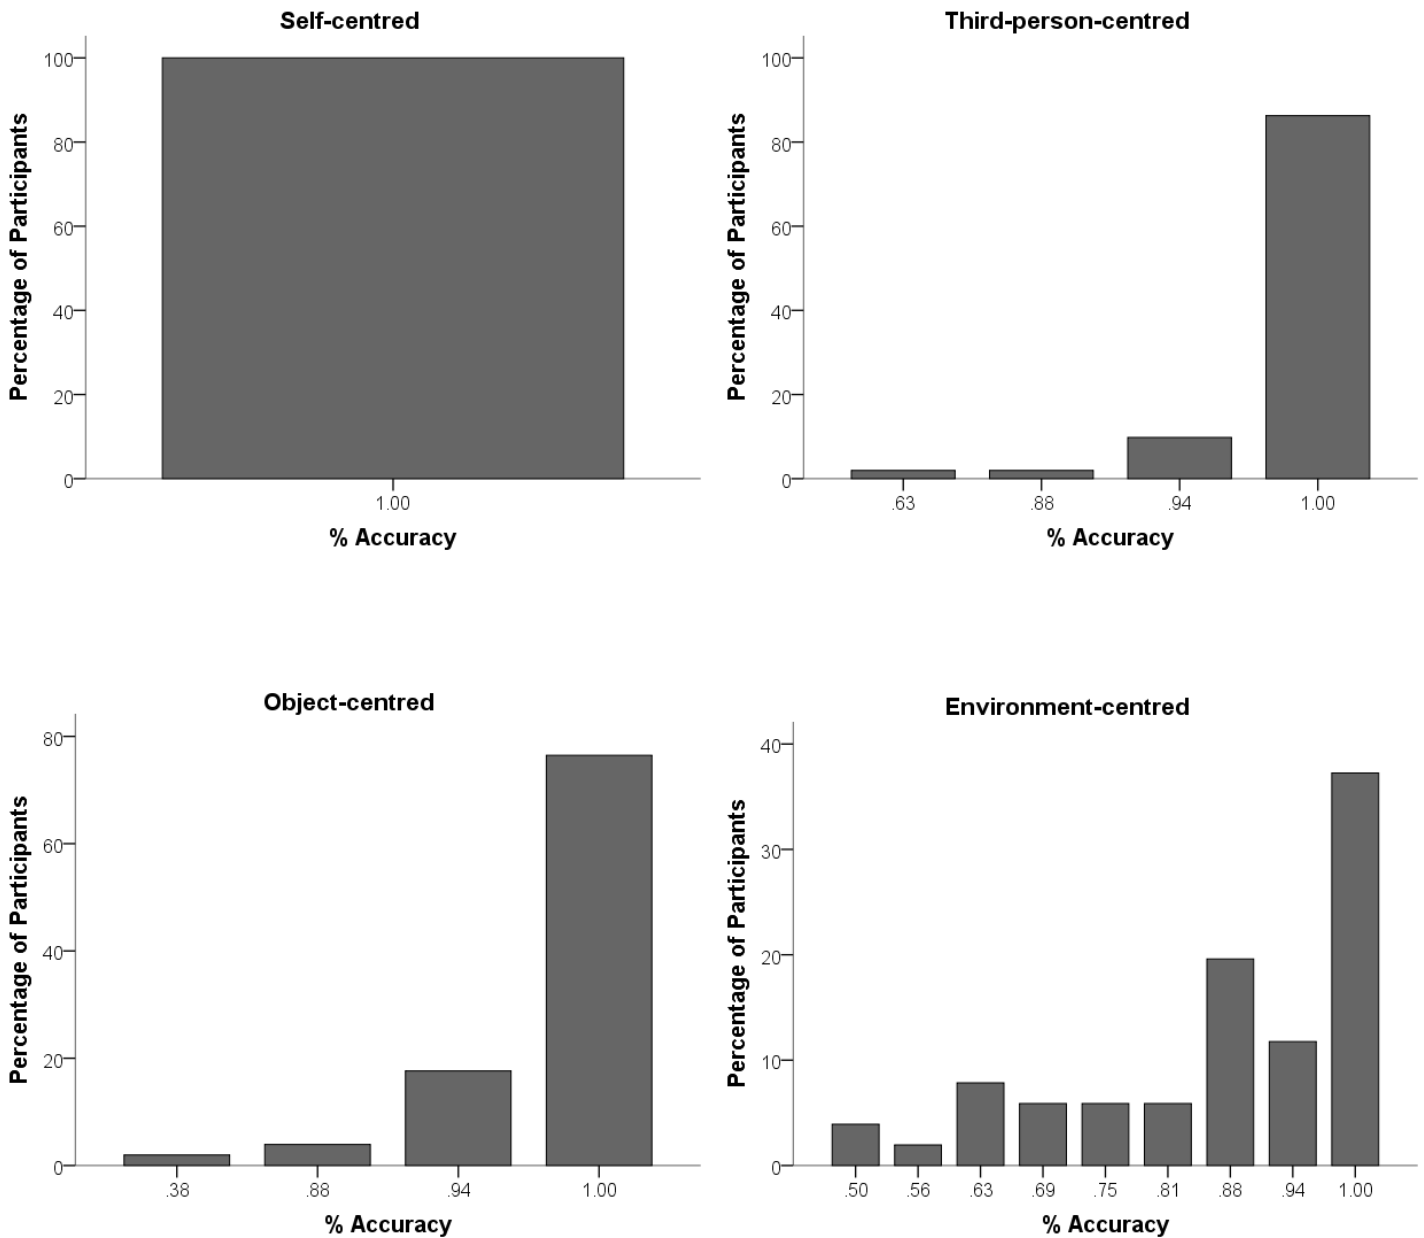 Self-centred
Percentage of Participants
100
80
60
40
20
0
1.00
% Accuracy
Third-person-centred
Percentage of Participants
100
80
60
40
20
0
.63 .88 .94 1.00
% Accuracy
Object-centred
Percentage of Participants
80
60
40
20
0
.38 .88 .94 1.00
% Accuracy
Environment-centred
Percentage of Participants
40
30
20
10
0
.50 .56 .63 .69 .75 .81 .88 .94 1.00
% Accuracy